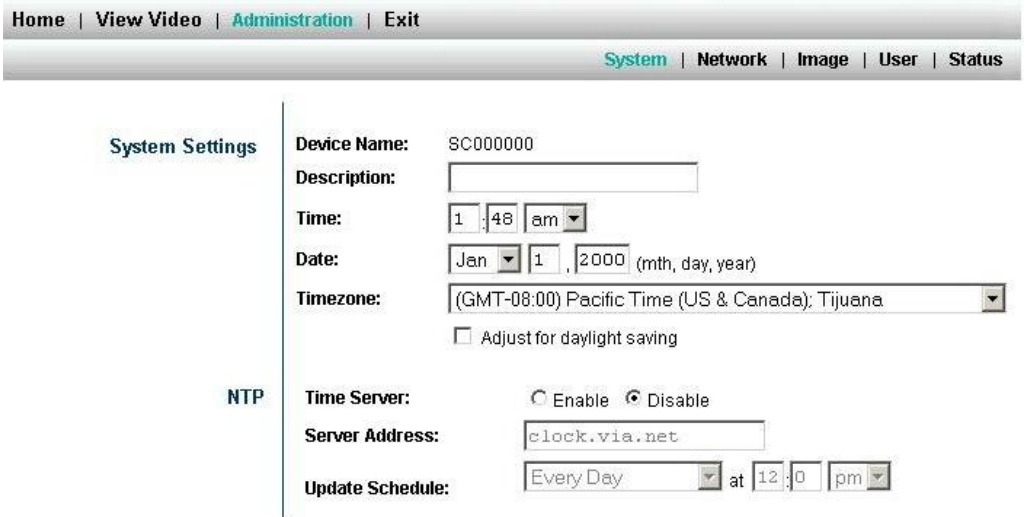 Home | View Video | Administration | Exit
System | Network | Image | User | Status
System Settings
Device Name: SC000000
Description:
Time: 1 : 48 am
Date: Jan 1 , 2000 (mth, day, year)
Timezone: (GMT-08:00) Pacific Time (US & Canada); Tijuana
Adjust for daylight saving
NTP
Time Server: Enable Disable
Server Address: clock.via.net
Update Schedule: Every Day at 12 : 0 pm